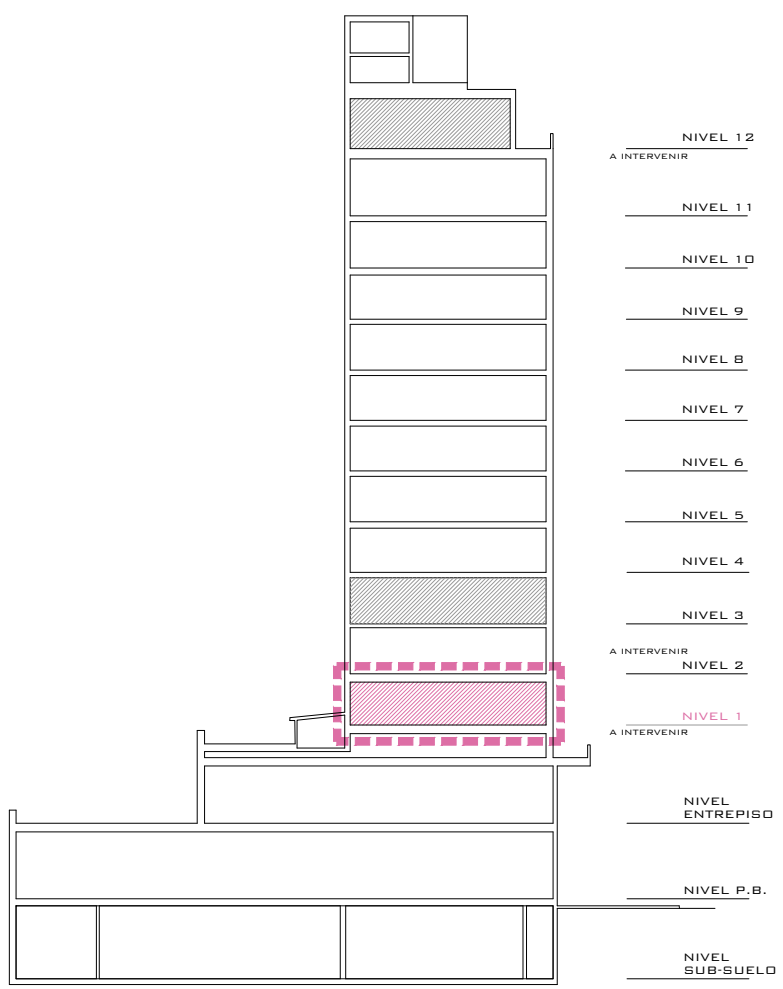 NIVEL 12
A INTERVENIR
NIVEL 11
NIVEL 10
NIVEL 9
NIVEL 8
NIVEL 7
NIVEL 6
NIVEL 5
NIVEL 4
NIVEL 3
A INTERVENIR
NIVEL 2
NIVEL 1
A INTERVENIR
NIVEL
ENTREPISO
NIVEL P.B.
NIVEL
SUB-SUELO